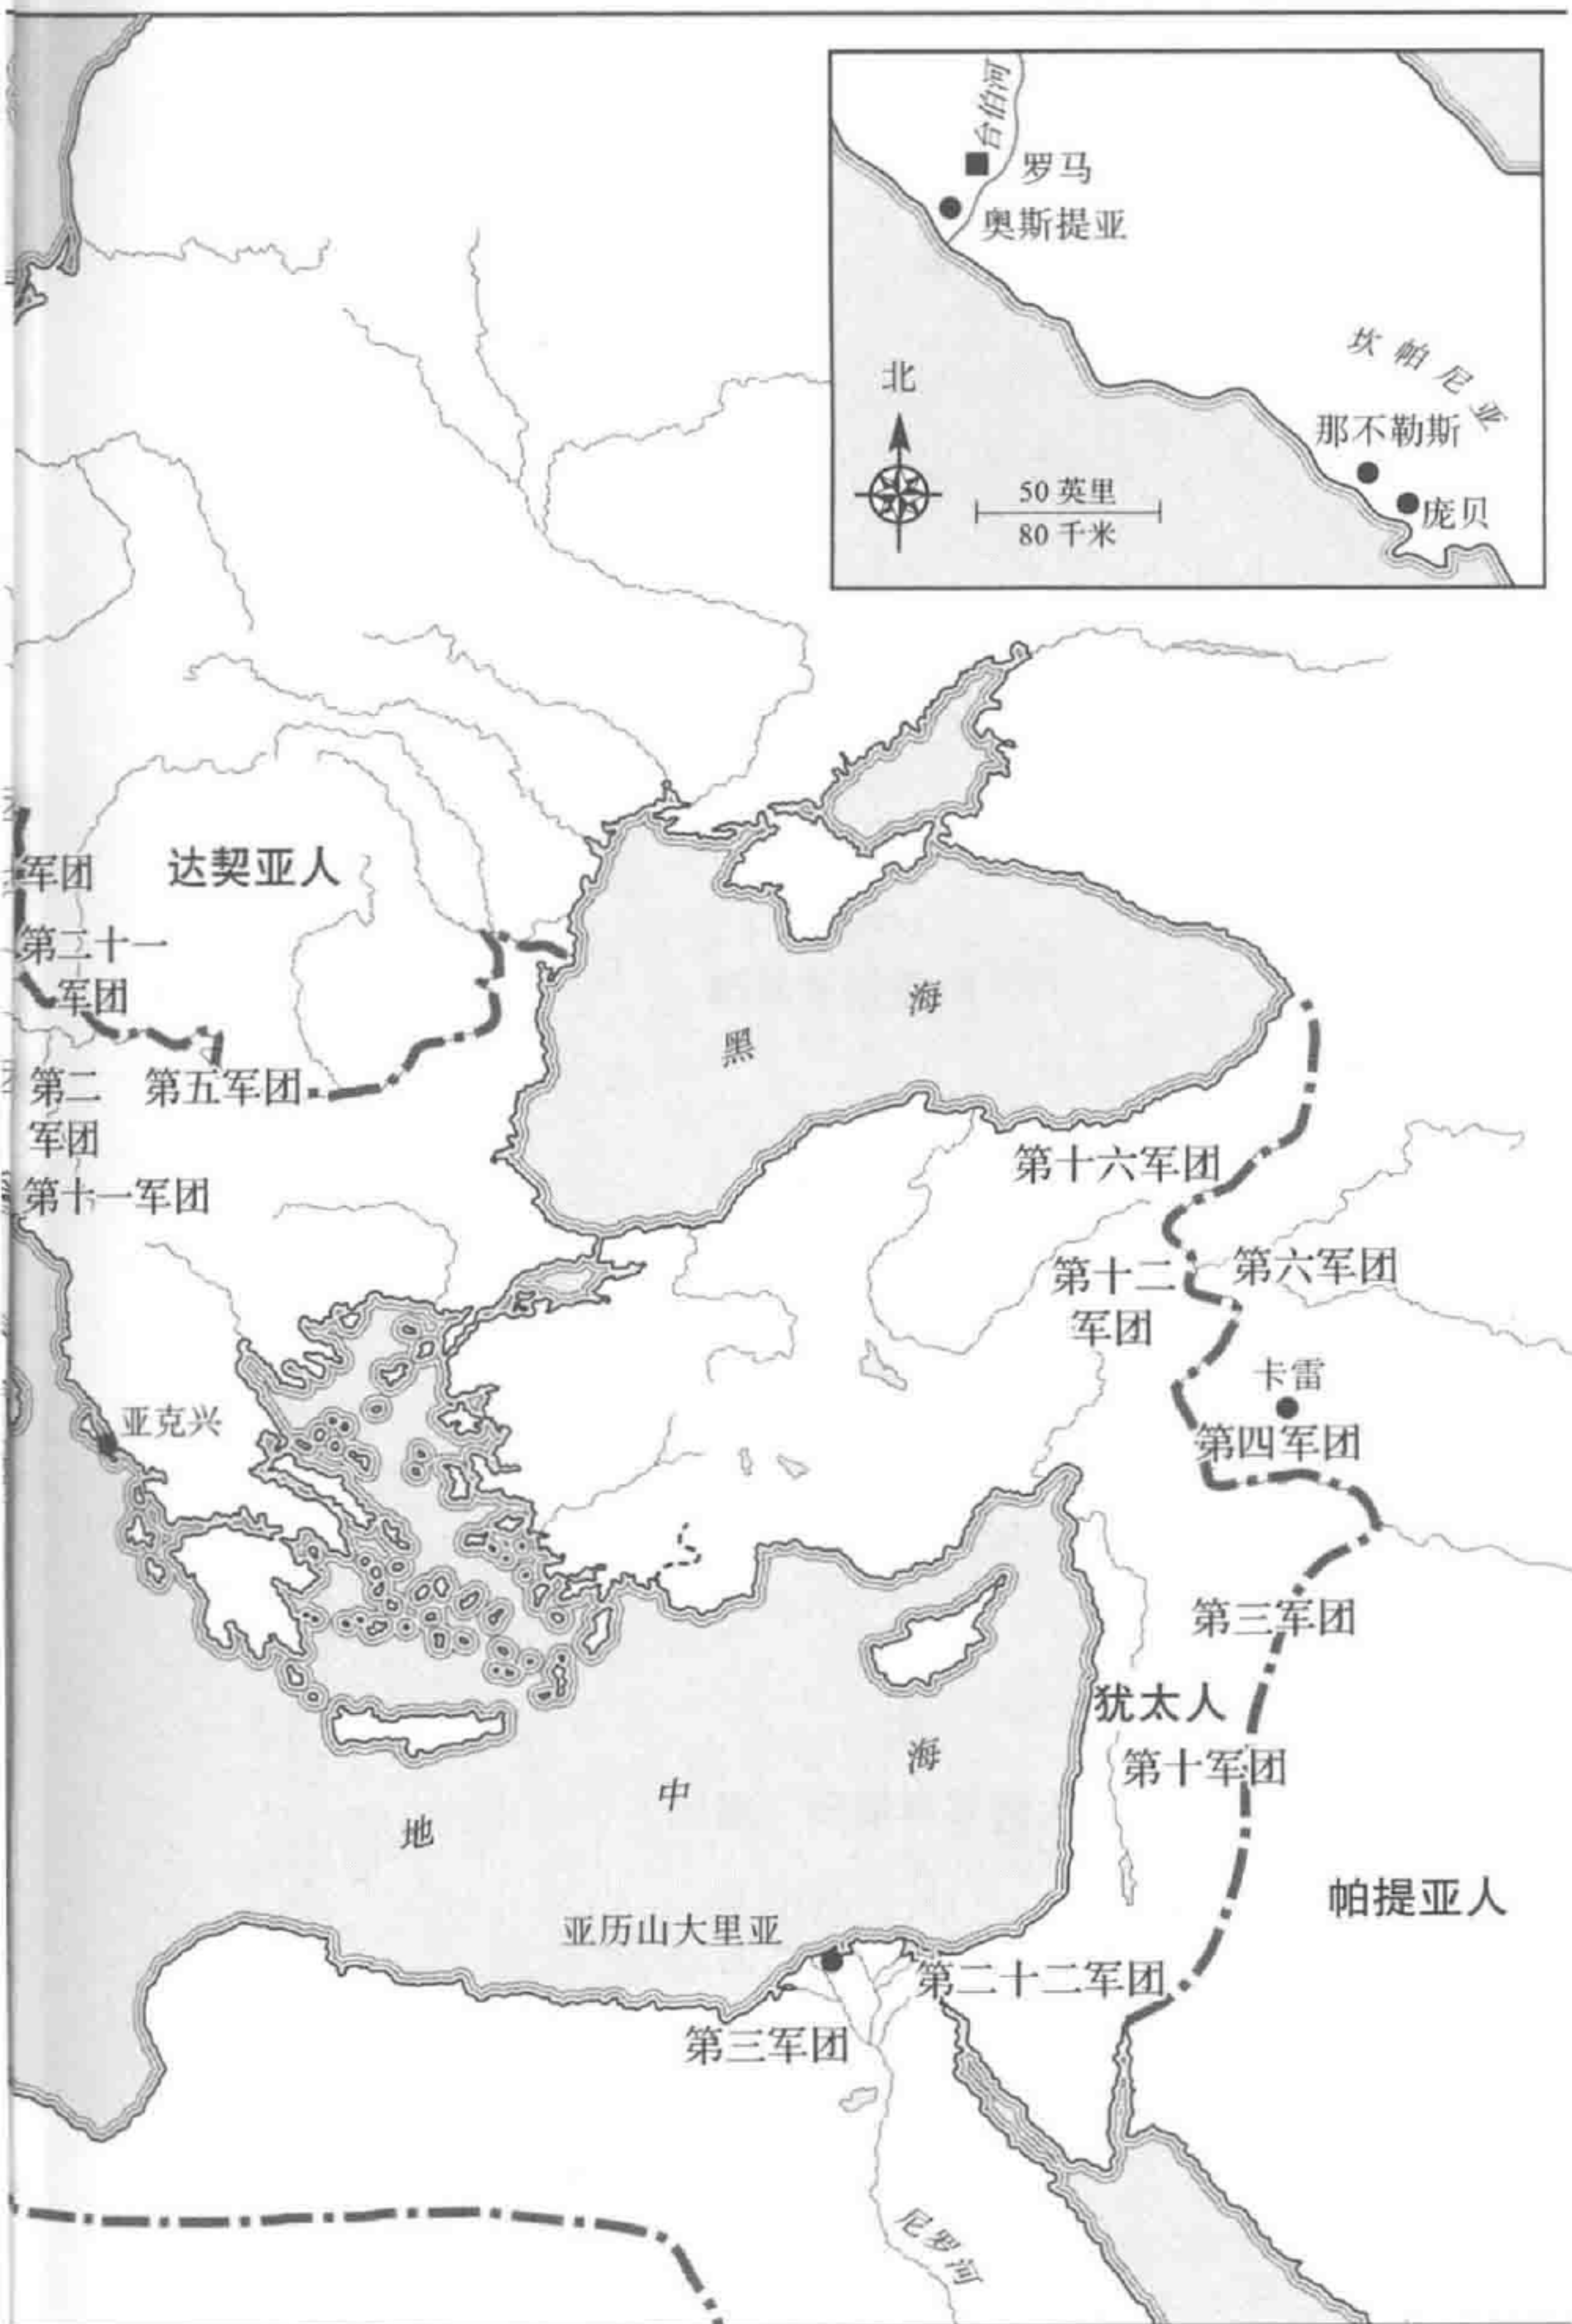 台伯河
罗马
奥斯提亚
坎帕尼亚
北
那不勒斯
50 英里
80 千米
庞贝
军团
达契亚人
第二十一
军团
海
黑
第二
第五军团
军团
第十一军团
第十六军团
第十二
军团
第六军团
卡雷
亚克兴
第四军团
第三军团
犹太人
海
第十军团
中
地
帕提亚人
亚历山大里亚
第二十二军团
第三军团
尼罗河